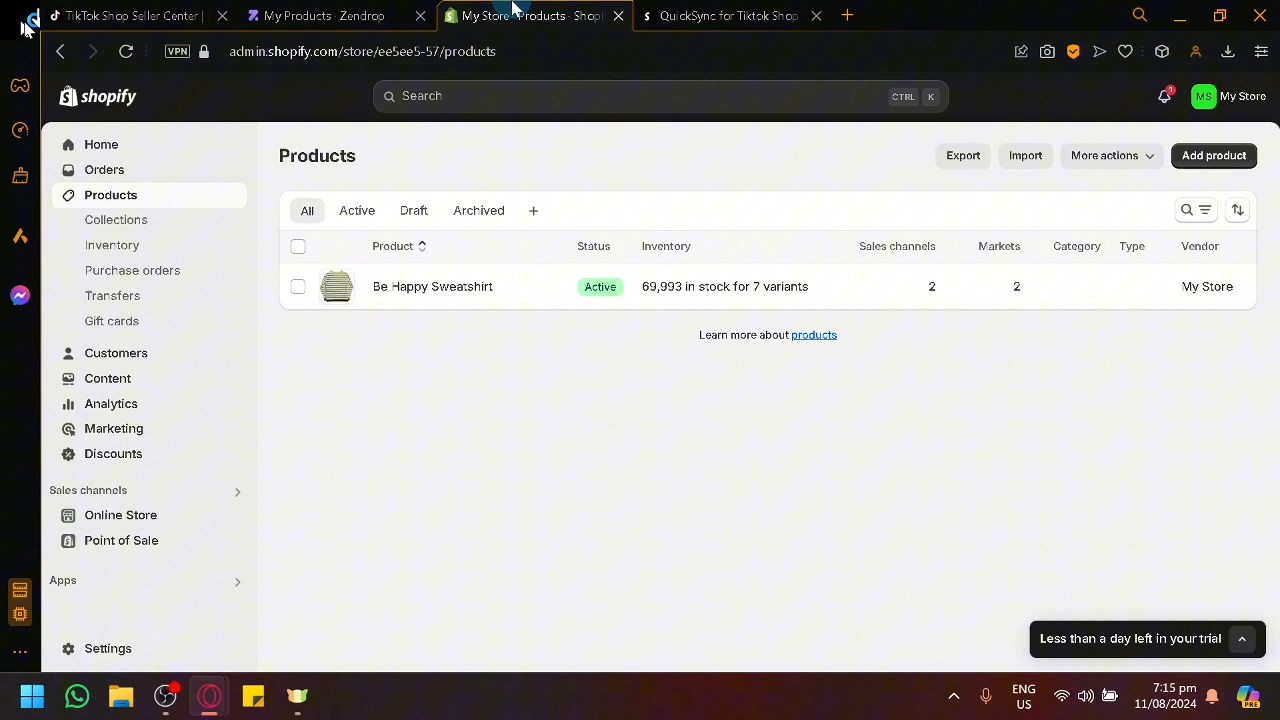 TikTok Shop Seller Center |
My Products - Zendrop
My Store · Products · Shopi
QuickSync for Tiktok Shop
VPN
admin.shopify.com/store/ee5ee5-57/products
shopify
Search
CTRL K
1
MS My Store
Home
Orders
Products
Collections
Inventory
Purchase orders
Transfers
Gift cards
Customers
Content
Analytics
Marketing
Discounts
Sales channels
Online Store
Point of Sale
Apps
Settings
Products
Export Import More actions Add product
All Active Draft Archived +
Product Status Inventory Sales channels Markets Category Type Vendor
Be Happy Sweatshirt Active 69,993 in stock for 7 variants 2 2 My Store
Learn more about products
Less than a day left in your trial
ENG
US
7:15 pm
11/08/2024
PRE